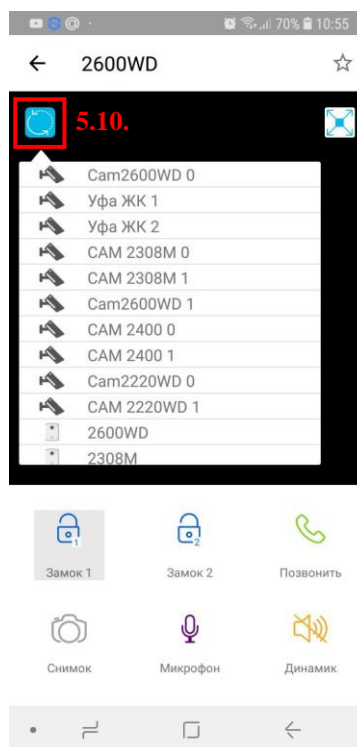 70% 10:55
2600WD
5.10.
Cam2600WD 0
Уфа ЖК 1
Уфа ЖК 2
CAM 2308M 0
CAM 2308M 1
Cam2600WD 1
CAM 2400 0
CAM 2400 1
Cam2220WD 0
CAM 2220WD 1
2600WD
2308M
1 2
Замок 1 Замок 2 Позвонить
Снимок Микрофон Динамик